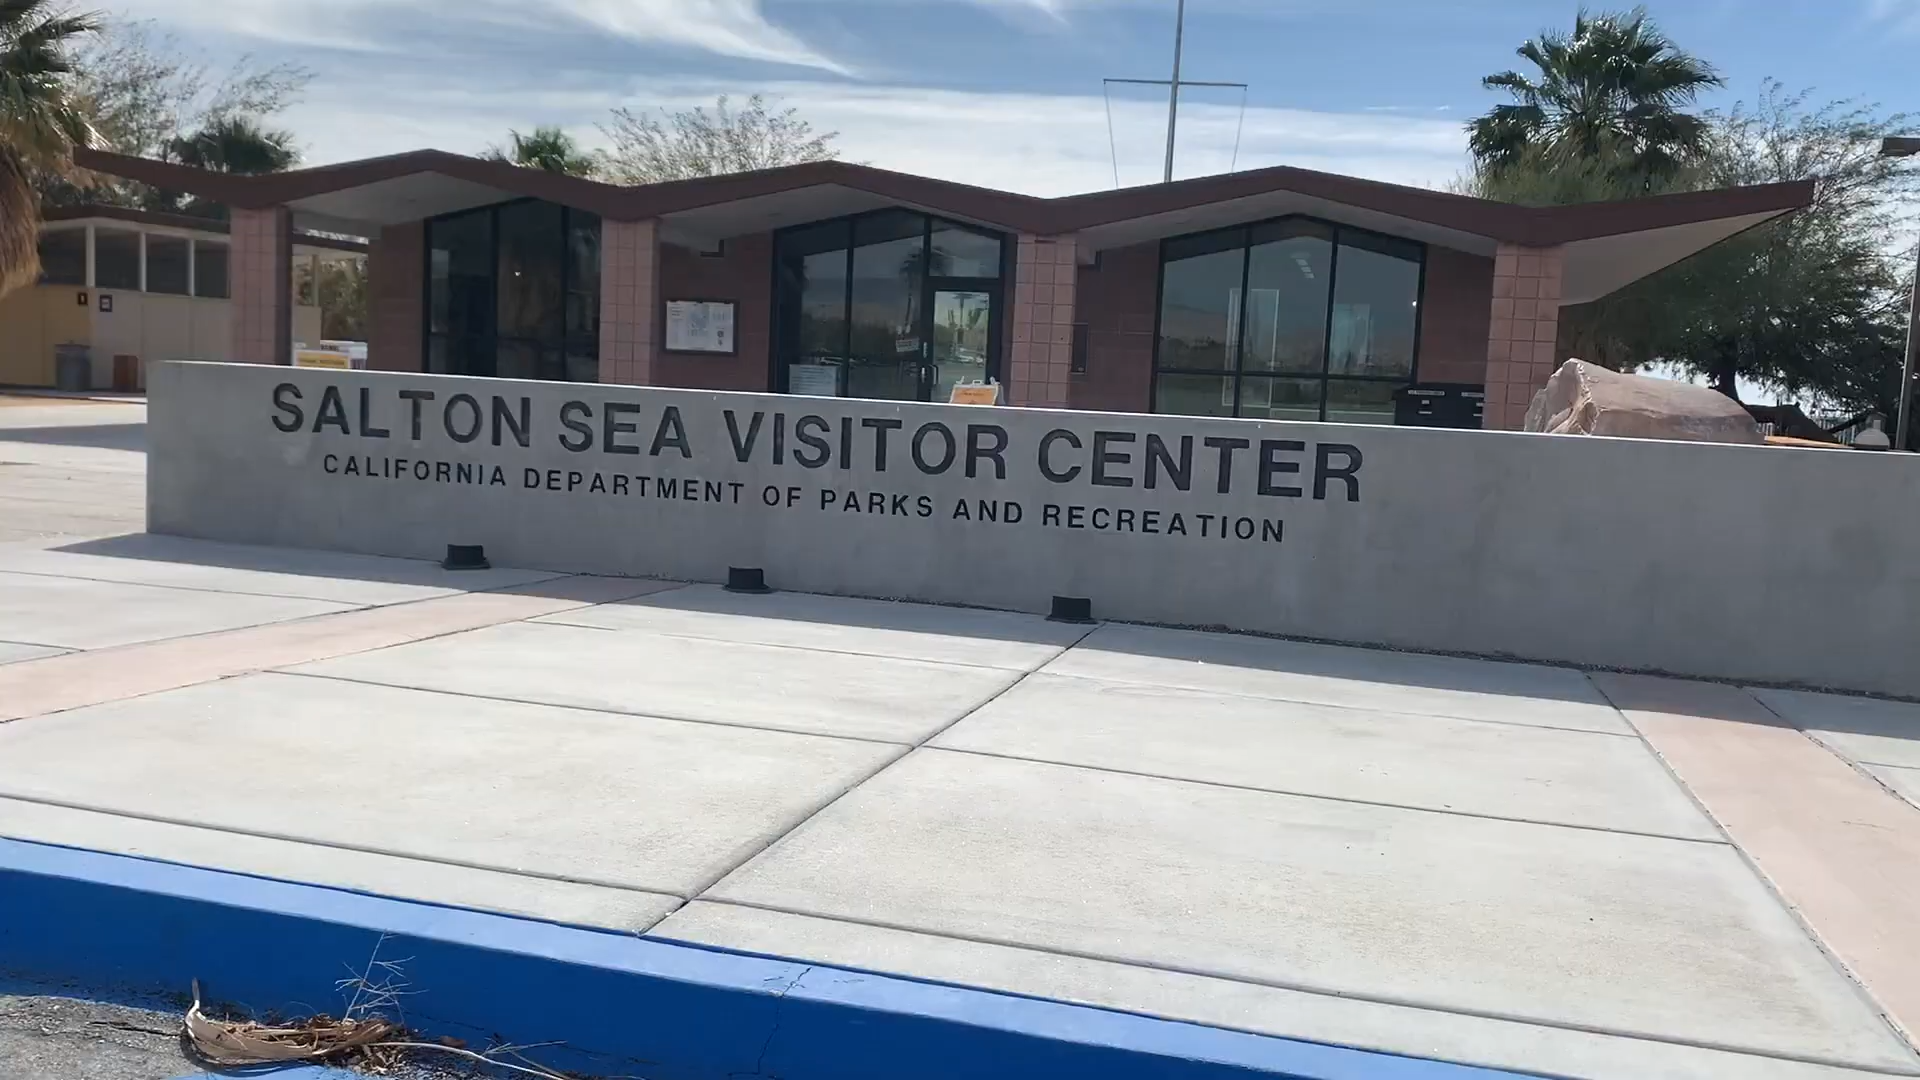 SALTON SEA VISITOR CENTER
CALIFORNIA DEPARTMENT OF PARKS AND RECREATION